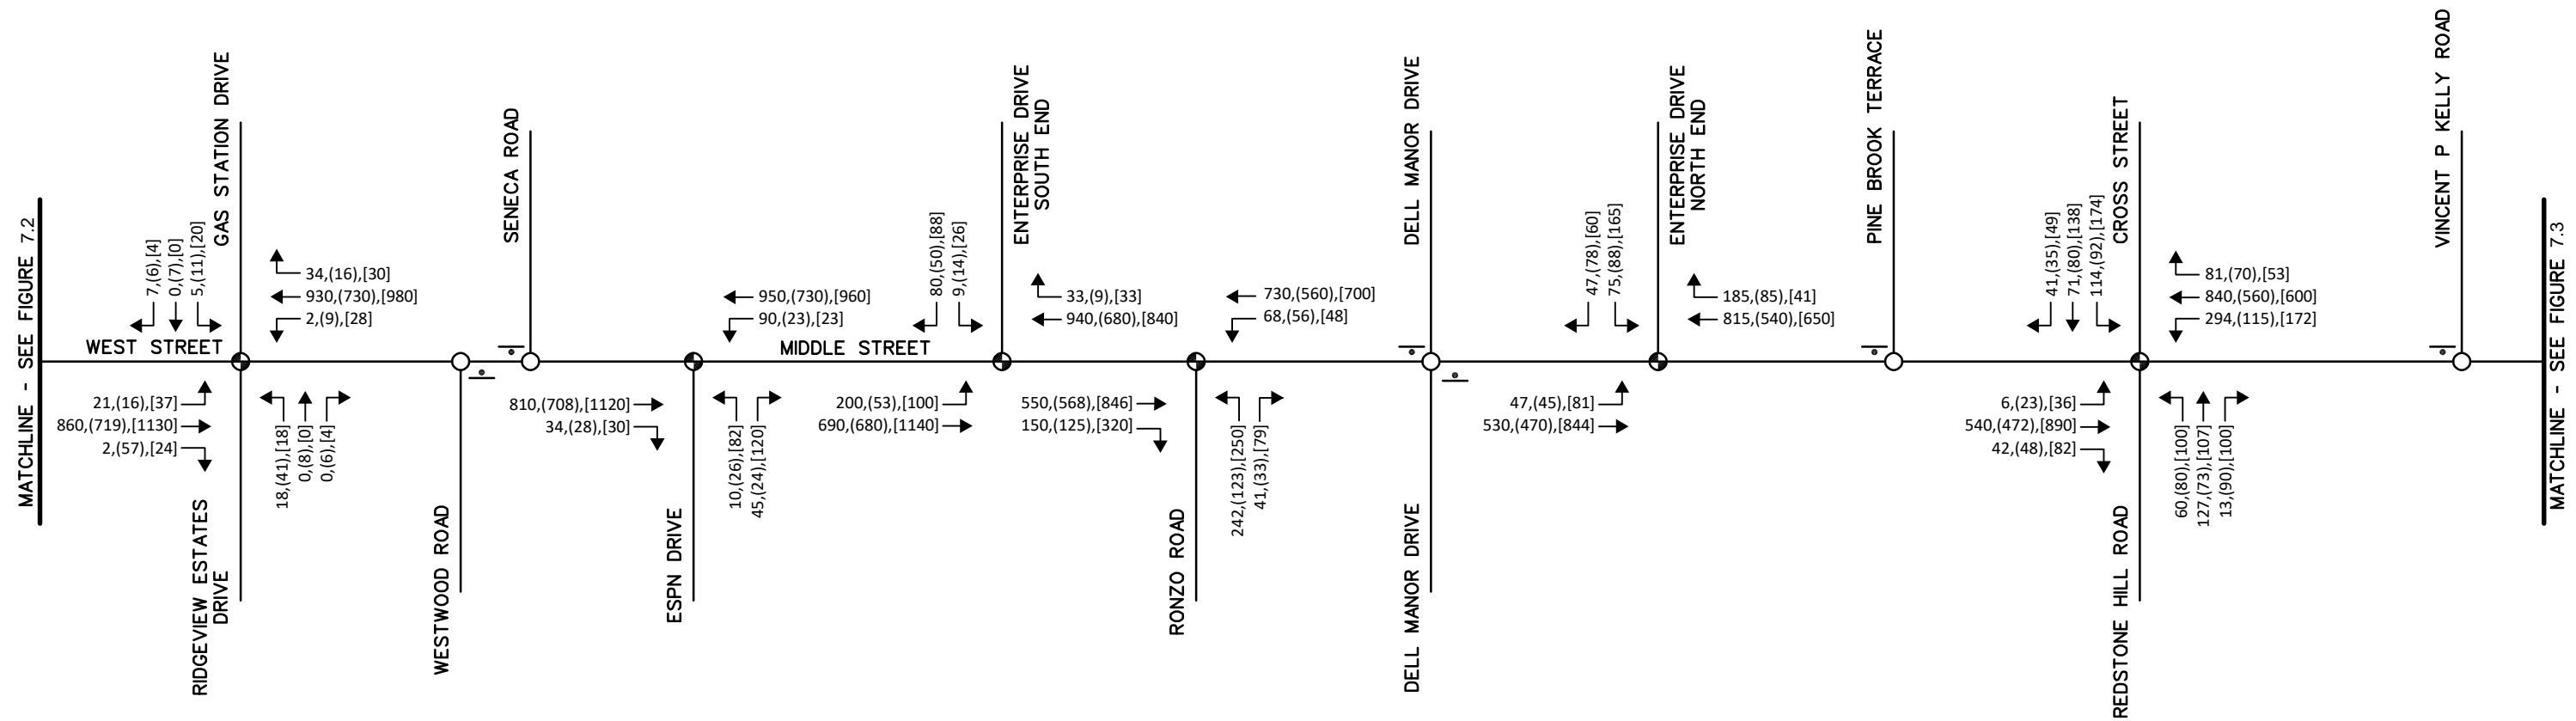 MATCHLINE - SEE FIGURE 7.2
GAS STATION DRIVE
7,(6),[4]
0,(7),[0]
5,(11),[20]
34,(16),[30]
930,(730),[980]
2,(9),[28]
WEST STREET
21,(16),[37]
860,(719),[1130]
2,(57),[24]
18,(41),[18]
0,(8),[0]
0,(6),[4]
RIDGEVIEW ESTATES
DRIVE
WESTWOOD ROAD
SENECA ROAD
950,(730),[960]
90,(23),[23]
810,(708),[1120]
34,(28),[30]
10,(26),[82]
45,(24),[120]
ESPN DRIVE
MIDDLE STREET
80,(50),[88]
9,(14),[26]
ENTERPRISE DRIVE
SOUTH END
33,(9),[33]
940,(680),[840]
200,(53),[100]
690,(680),[1140]
730,(560),[700]
68,(56),[48]
550,(568),[846]
150,(125),[320]
242,(123),[250]
41,(33),[79]
RONZO ROAD
DELL MANOR DRIVE
DELL MANOR DRIVE
47,(78),[60]
75,(88),[165]
ENTERPRISE DRIVE
NORTH END
185,(85),[41]
815,(540),[650]
47,(45),[81]
530,(470),[844]
PINE BROOK TERRACE
41,(35),[49]
71,(80),[138]
114,(92),[174]
CROSS STREET
81,(70),[53]
840,(560),[600]
294,(115),[172]
6,(23),[36]
540,(472),[890]
42,(48),[82]
60,(80),[100]
127,(73),[107]
13,(90),[100]
REDSTONE HILL ROAD
VINCENT P KELLY ROAD
MATCHLINE - SEE FIGURE 7.3